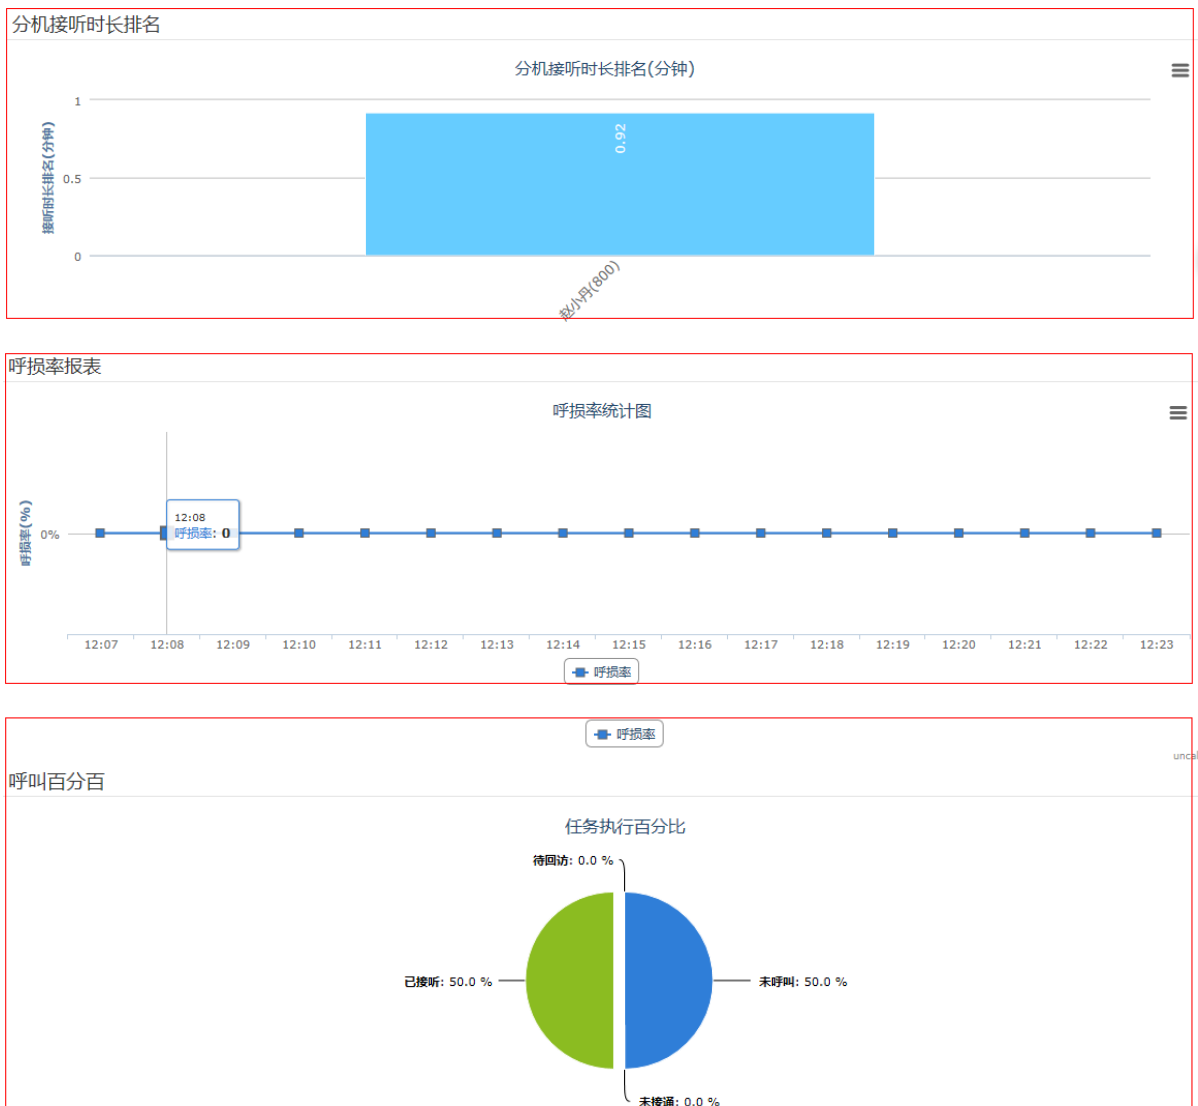 分机接听时长排名
分机接听时长排名(分钟)
接听时长排名(分钟)
1
0.5
0
0.92
赵小丹(800)
呼损率报表
呼损率统计图
呼损率(%)
0%
12:08
呼损率: 0
12:07 12:08 12:09 12:10 12:11 12:12 12:13 12:14 12:15 12:16 12:17 12:18 12:19 12:20 12:21 12:22 12:23
呼损率
呼损率
呼叫百分百
任务执行百分比
待回访: 0.0 %
已接听: 50.0 %
未呼叫: 50.0 %
未接通: 0.0 %